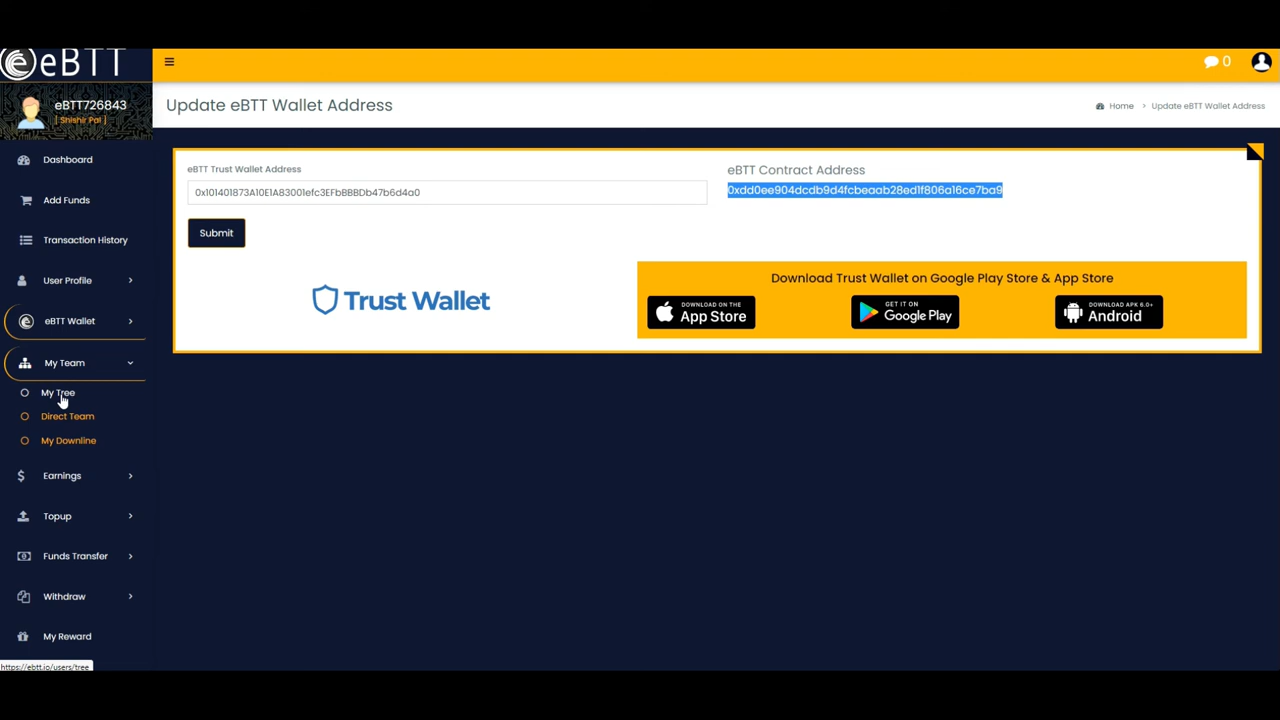 eBTT
0
eBTT726843
[ Shishir Pal ]
Update eBTT Wallet Address
Home > Update eBTT Wallet Address
Dashboard
Add Funds
Transaction History
User Profile
eBTT Wallet
My Team
My Tree
Direct Team
My Downline
Earnings
Topup
Funds Transfer
Withdraw
My Reward
https://ebtt.io/users/tree
eBTT Trust Wallet Address
0x101401873A10E1A83001efc3EFbBBBDb47b6d4a0
Submit
eBTT Contract Address
0xdd0ee904dcdb9d4fcbeaab28ed1f806a16ce7ba9
Trust Wallet
Download Trust Wallet on Google Play Store & App Store
DOWNLOAD ON THE
App Store
GET IT ON
Google Play
DOWNLOAD APK 6.0+
Android